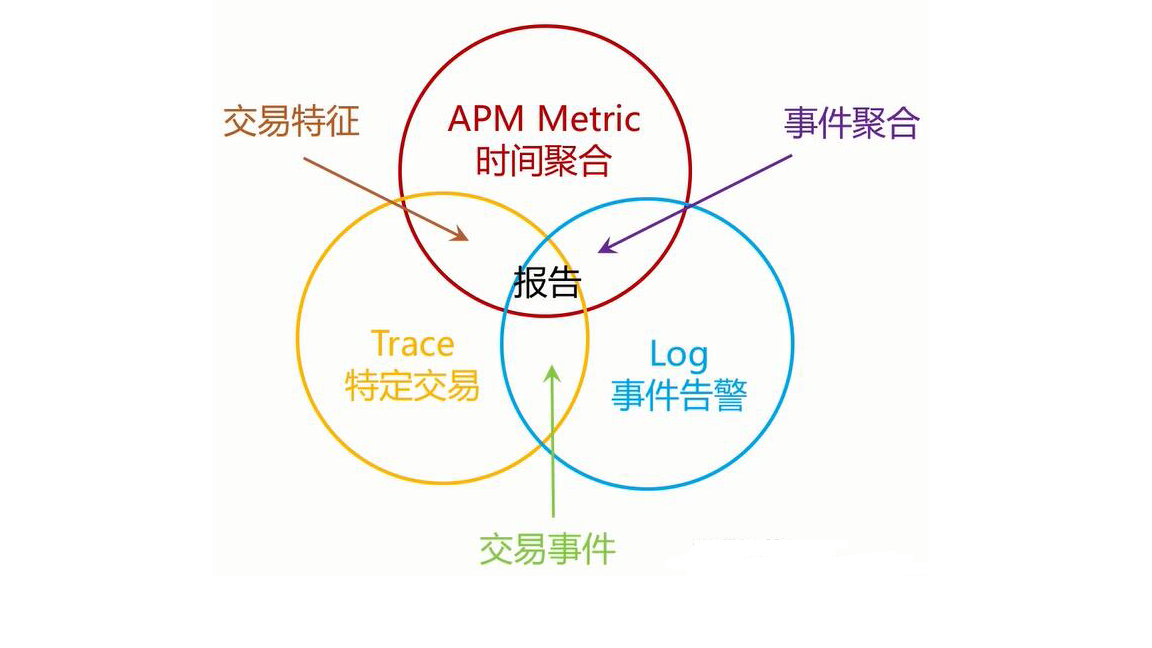 交易特征
APM Metric
时间聚合
事件聚合
报告
Trace
特定交易
Log
事件告警
交易事件